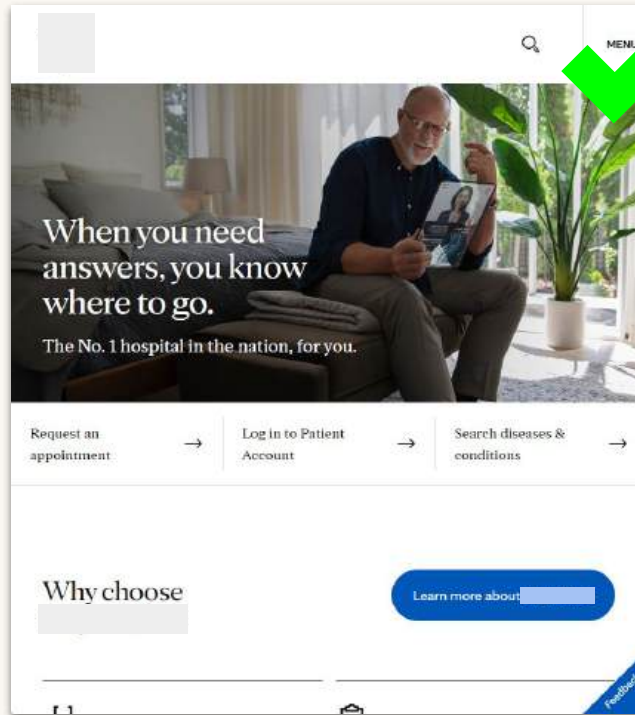 MENU
When you need
answers, you know
where to go.
The No. 1 hospital in the nation, for you.
Request an
appointment
Log in to Patient
Account
Search diseases &
conditions
Why choose
Learn more about
Feedback